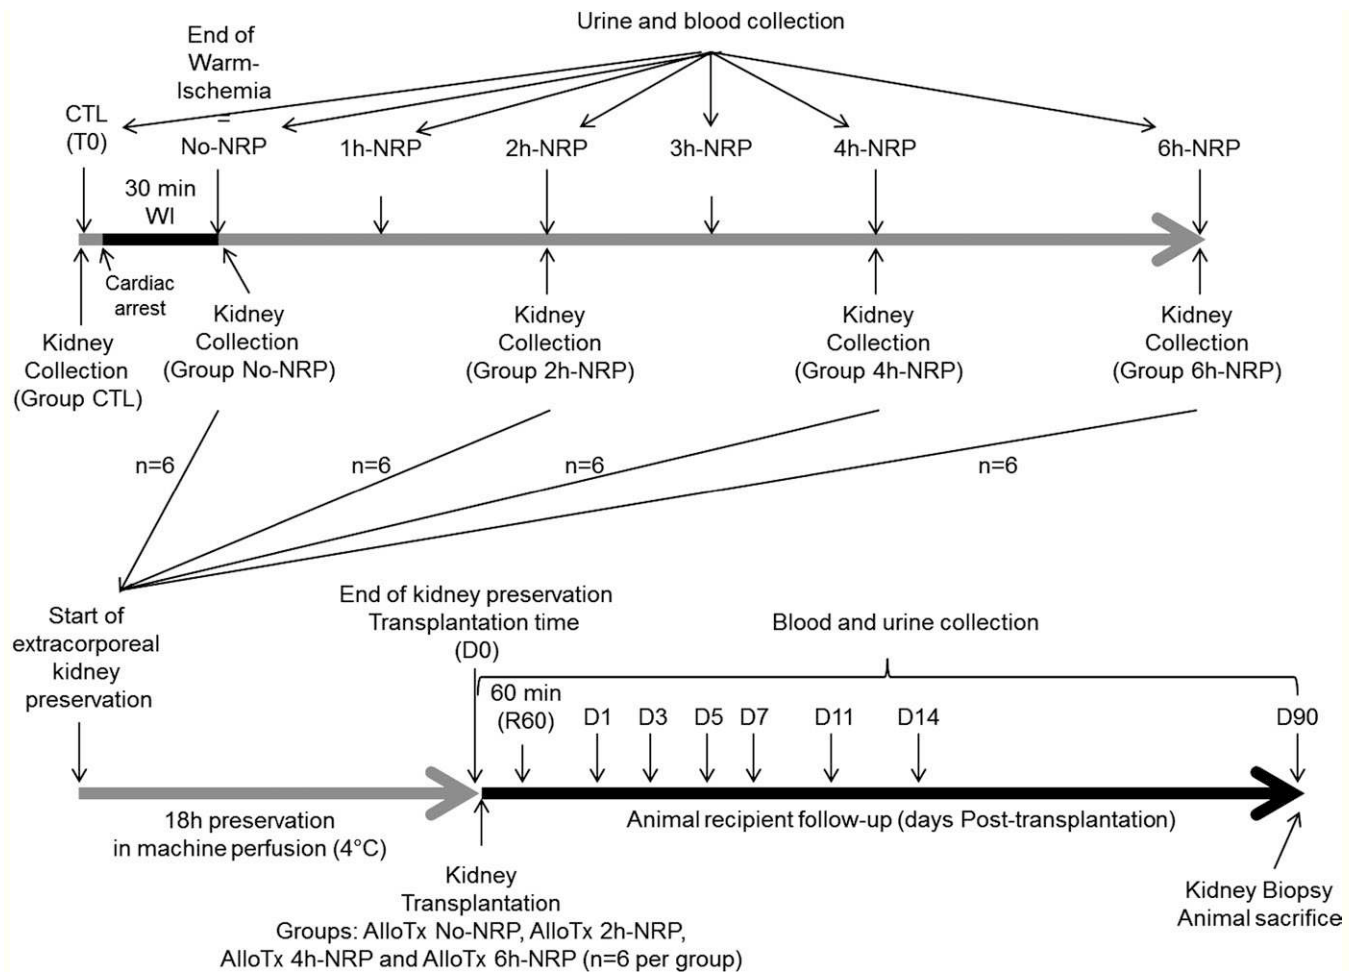 Urine and blood collection
End of
Warm-
Ischemia
=
No-NRP
CTL
(T0)
1h-NRP
2h-NRP
3h-NRP
4h-NRP
6h-NRP
30 min
WI
Cardiac
arrest
Kidney
Collection
(Group CTL)
Kidney
Collection
(Group No-NRP)
Kidney
Collection
(Group 2h-NRP)
Kidney
Collection
(Group 4h-NRP)
Kidney
Collection
(Group 6h-NRP)
n=6
n=6
n=6
n=6
Start of
extracorporeal
kidney
preservation
End of kidney preservation
Transplantation time
(D0)
Blood and urine collection
60 min
(R60)
D1
D3
D5
D7
D11
D14
D90
18h preservation
in machine perfusion (4°C)
Animal recipient follow-up (days Post-transplantation)
Kidney
Transplantation
Groups: AlloTx No-NRP, AlloTx 2h-NRP,
AlloTx 4h-NRP and AlloTx 6h-NRP (n=6 per group)
Kidney Biopsy
Animal sacrifice